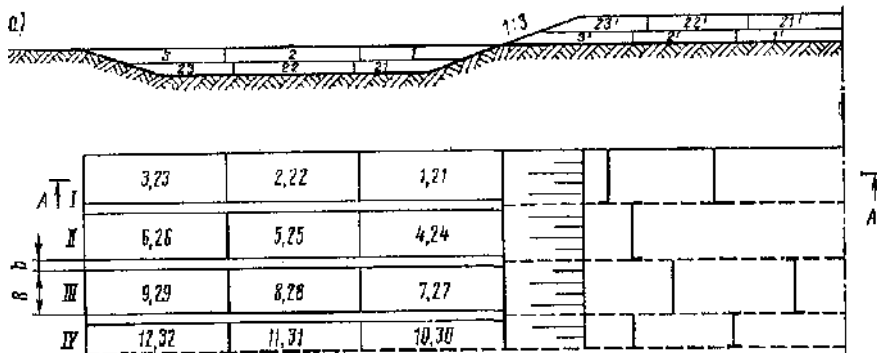 а)
1:3
23' 22' 21'
3' 2' 1' 1'
3 2 1
23 22 21
3,23 2,22 1,21
A I A
II 6,26 5,25 4,24
b
B III 9,29 8,28 7,27
IV 12,32 11,31 10,30